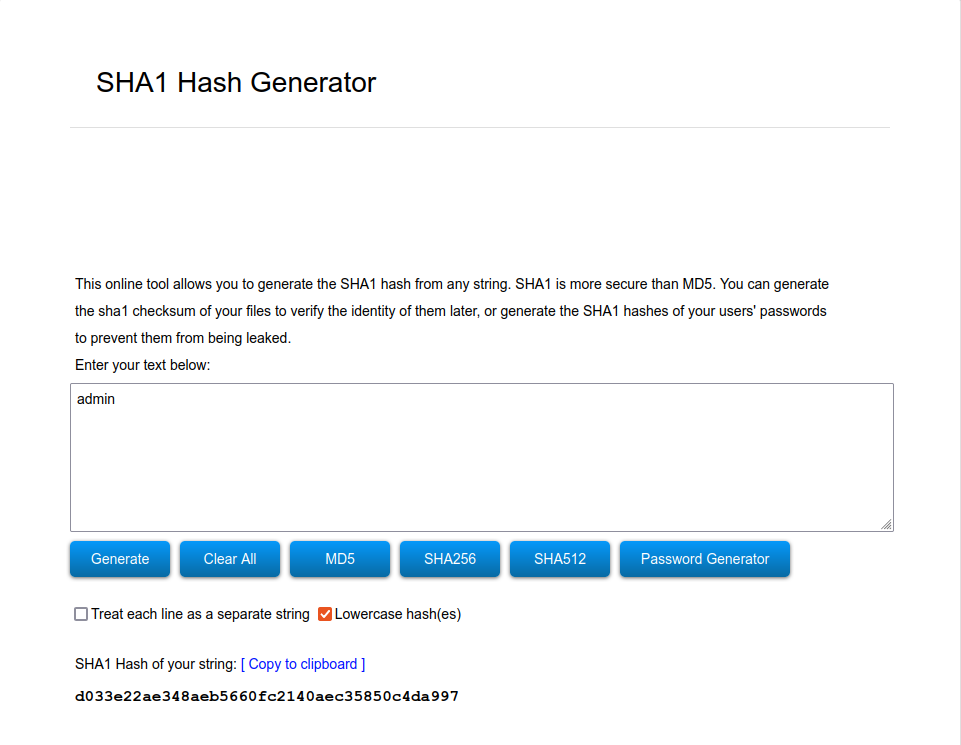 SHA1 Hash Generator
This online tool allows you to generate the SHA1 hash from any string. SHA1 is more secure than MD5. You can generate
the sha1 checksum of your files to verify the identity of them later, or generate the SHA1 hashes of your users' passwords
to prevent them from being leaked.
Enter your text below:
admin
Generate Clear All MD5 SHA256 SHA512 Password Generator
Treat each line as a separate string Lowercase hash(es)
SHA1 Hash of your string: [ Copy to clipboard ]
d033e22ae348aeb5660fc2140aec35850c4da997